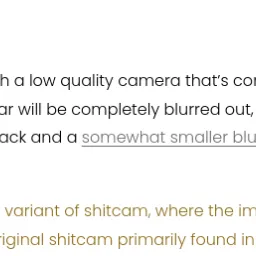 h a low quality camera that's co
ar will be completely blurred out,
ack and a somewhat smaller blu
variant of shitcam, where the im
riginal shitcam primarily found in